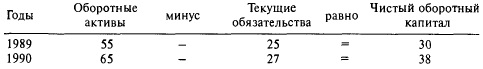 Годы Оборотные активы минус Текущие обязательства равно Чистый оборотный капитал
1989 55 – 25 = 30
1990 65 – 27 = 38